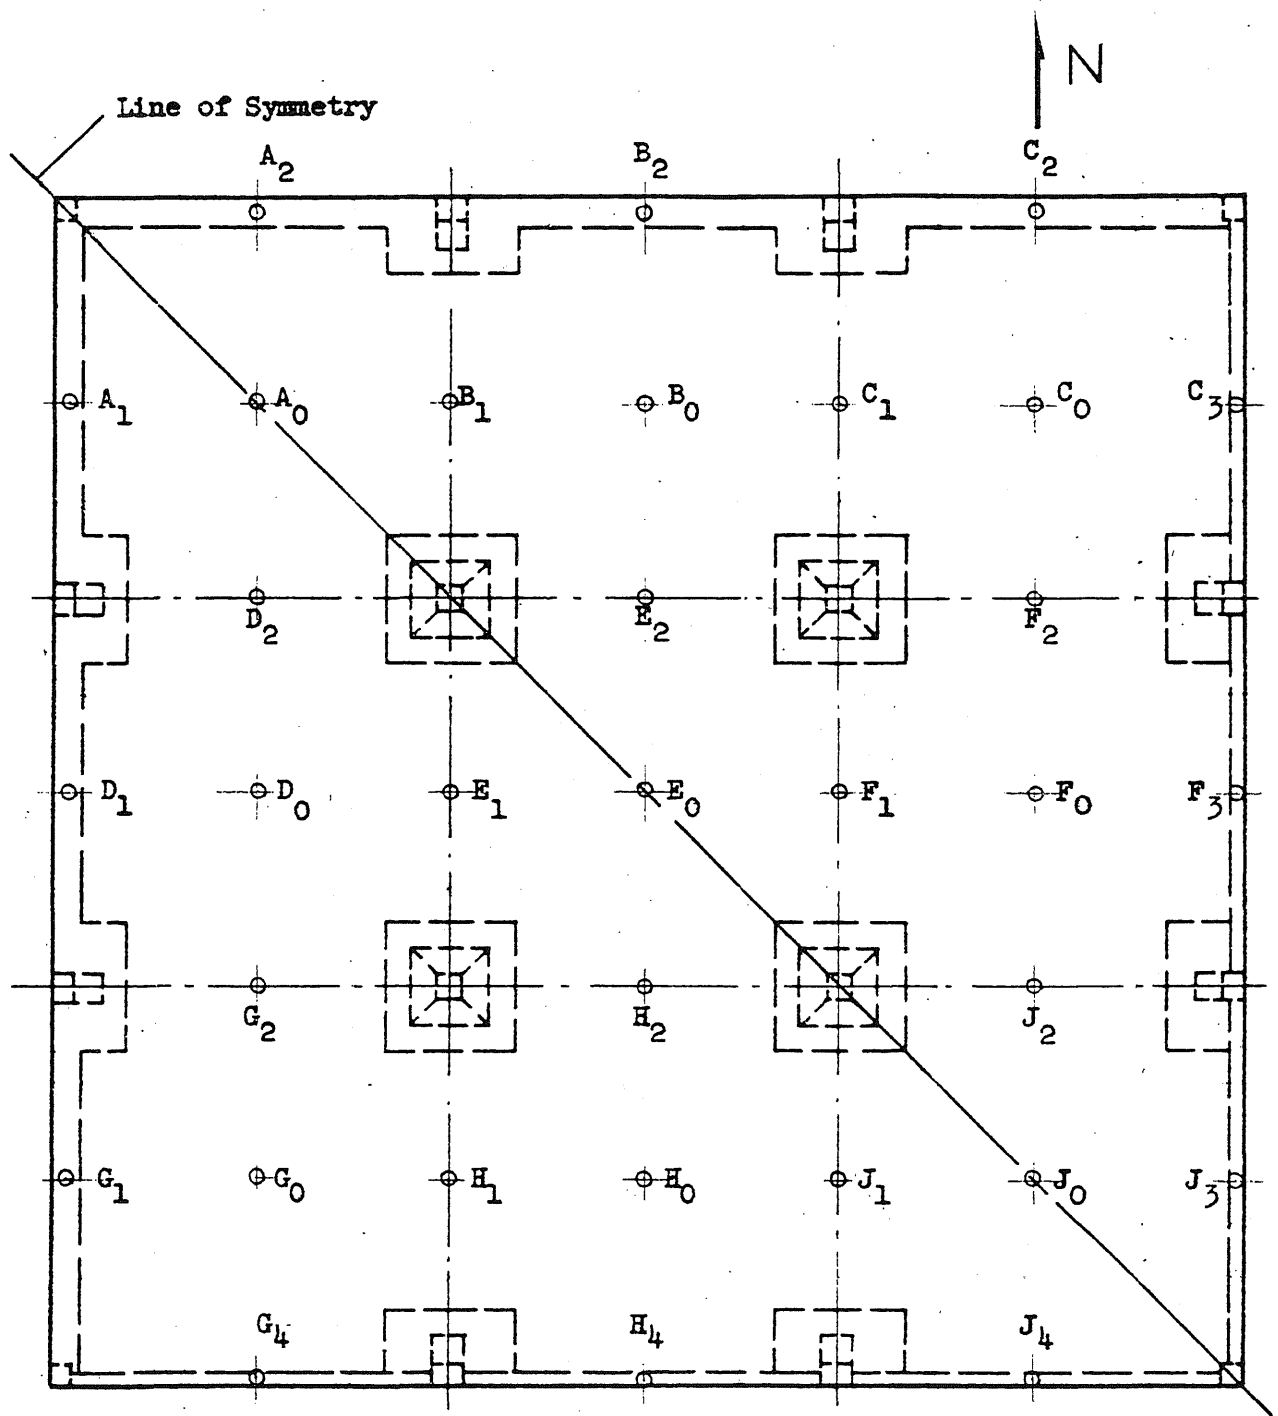 N
Line of Symmetry
A2 B2 C2
A1 A0 B1 B0 C1 C0 C3
D2 E2 F2
D1 D0 E1 E0 F1 F0 F3
G2 H2 J2
G1 G0 H1 H0 J1 J0 J3
G4 H4 J4